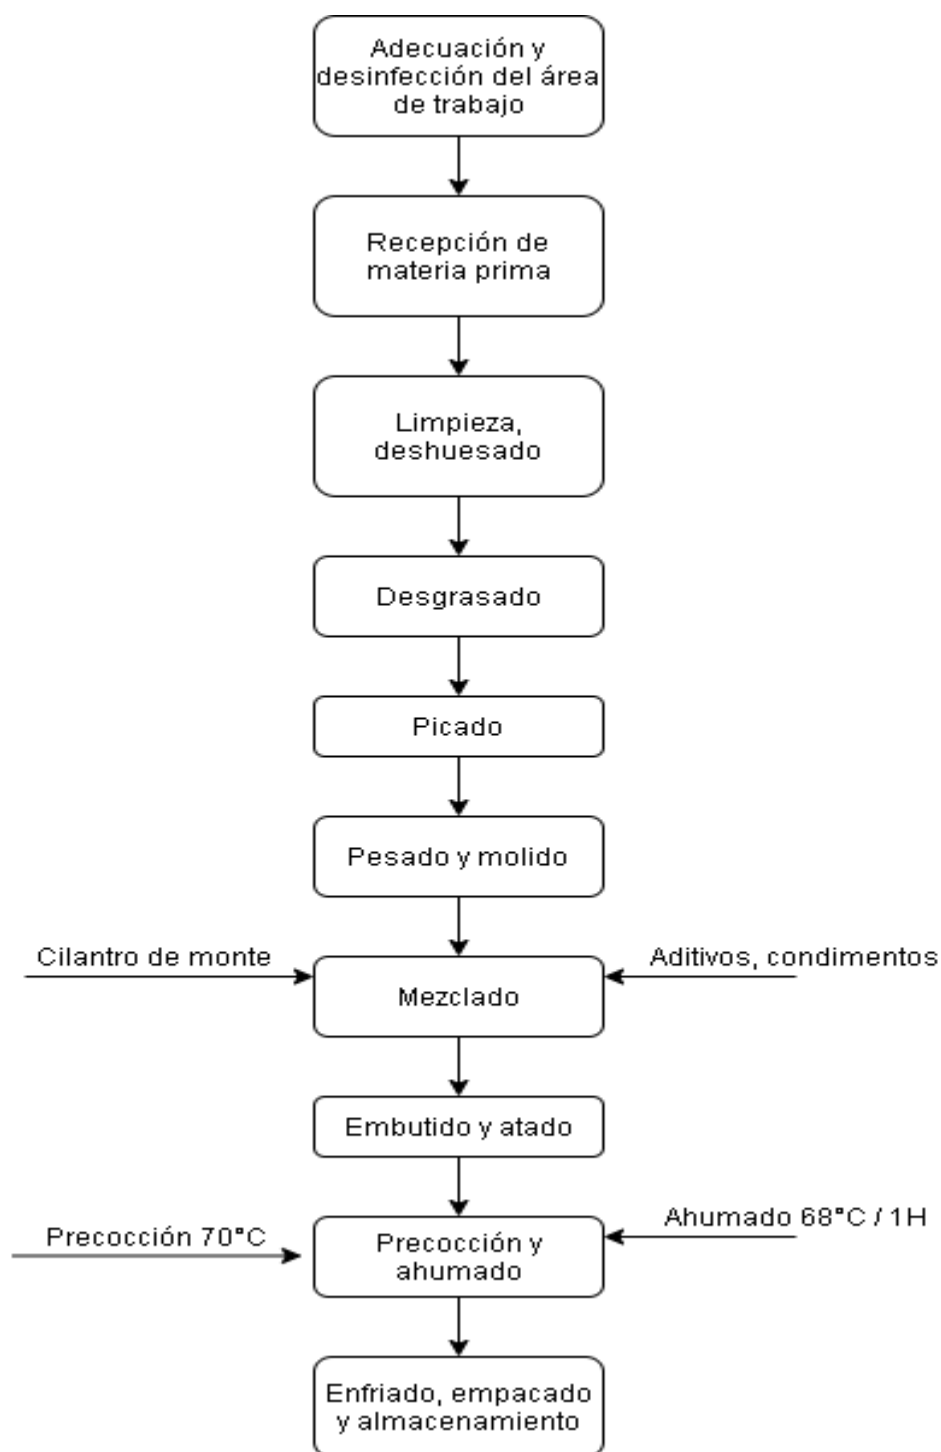 Adecuación y
desinfección del área
de trabajo
Recepción de
materia prima
Limpieza,
deshuesado
Desgrasado
Picado
Pesado y molido
Cilantro de monte
Aditivos, condimentos
Mezclado
Embutido y atado
Precocción 70°C
Ahumado 68°C / 1H
Precocción y
ahumado
Enfriado, empacado
y almacenamiento